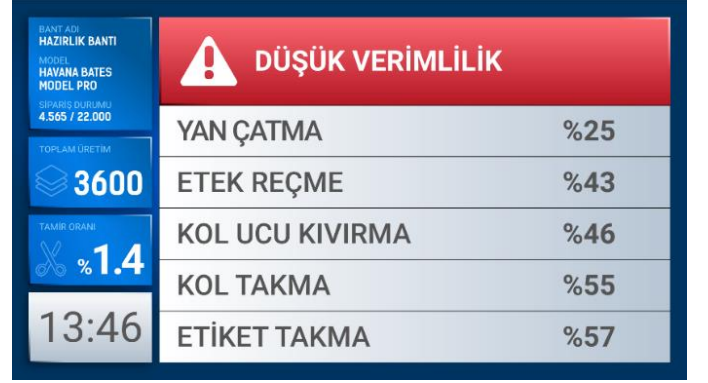 BANT ADI
HAZIRLIK BANTI
MODEL
HAVANA BATES
MODEL PRO
SİPARİŞ DURUMU
4.565 / 22.000
TOPLAM ÜRETİM
3600
TAMİR ORANI
%1.4
13:46
DÜŞÜK VERİMLİLİK
YAN ÇATMA %25
ETEK REÇME %43
KOL UCU KIVIRMA %46
KOL TAKMA %55
ETİKET TAKMA %57